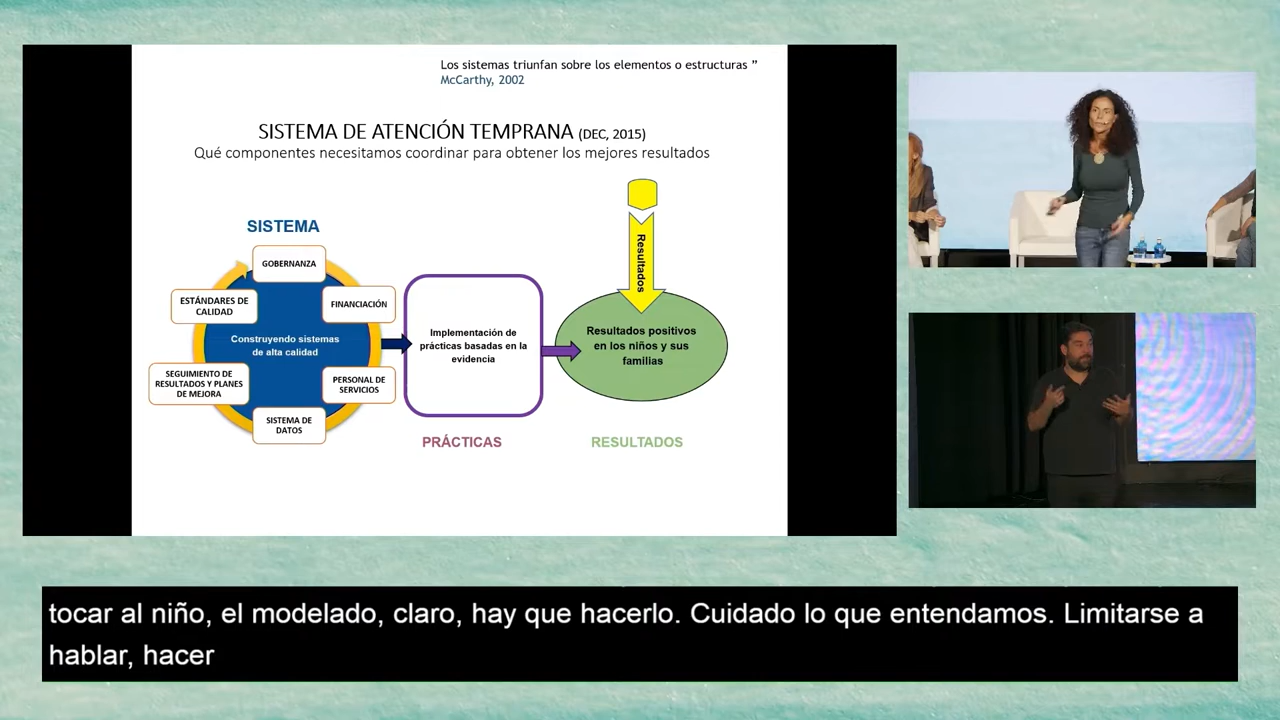 Los sistemas triunfan sobre los elementos o estructuras ”
McCarthy, 2002
SISTEMA DE ATENCIÓN TEMPRANA (DEC, 2015)
Qué componentes necesitamos coordinar para obtener los mejores resultados
SISTEMA
GOBERNANZA
ESTÁNDARES DE
CALIDAD
FINANCIACIÓN
Construyendo sistemas
de alta calidad
SEGUIMIENTO DE
RESULTADOS Y PLANES
DE MEJORA
PERSONAL DE
SERVICIOS
SISTEMA DE
DATOS
Implementación de
prácticas basadas en la
evidencia
PRÁCTICAS
Resultados
Resultados positivos
en los niños y sus
familias
RESULTADOS
tocar al niño, el modelado, claro, hay que hacerlo. Cuidado lo que entendamos. Limitarse a
hablar, hacer